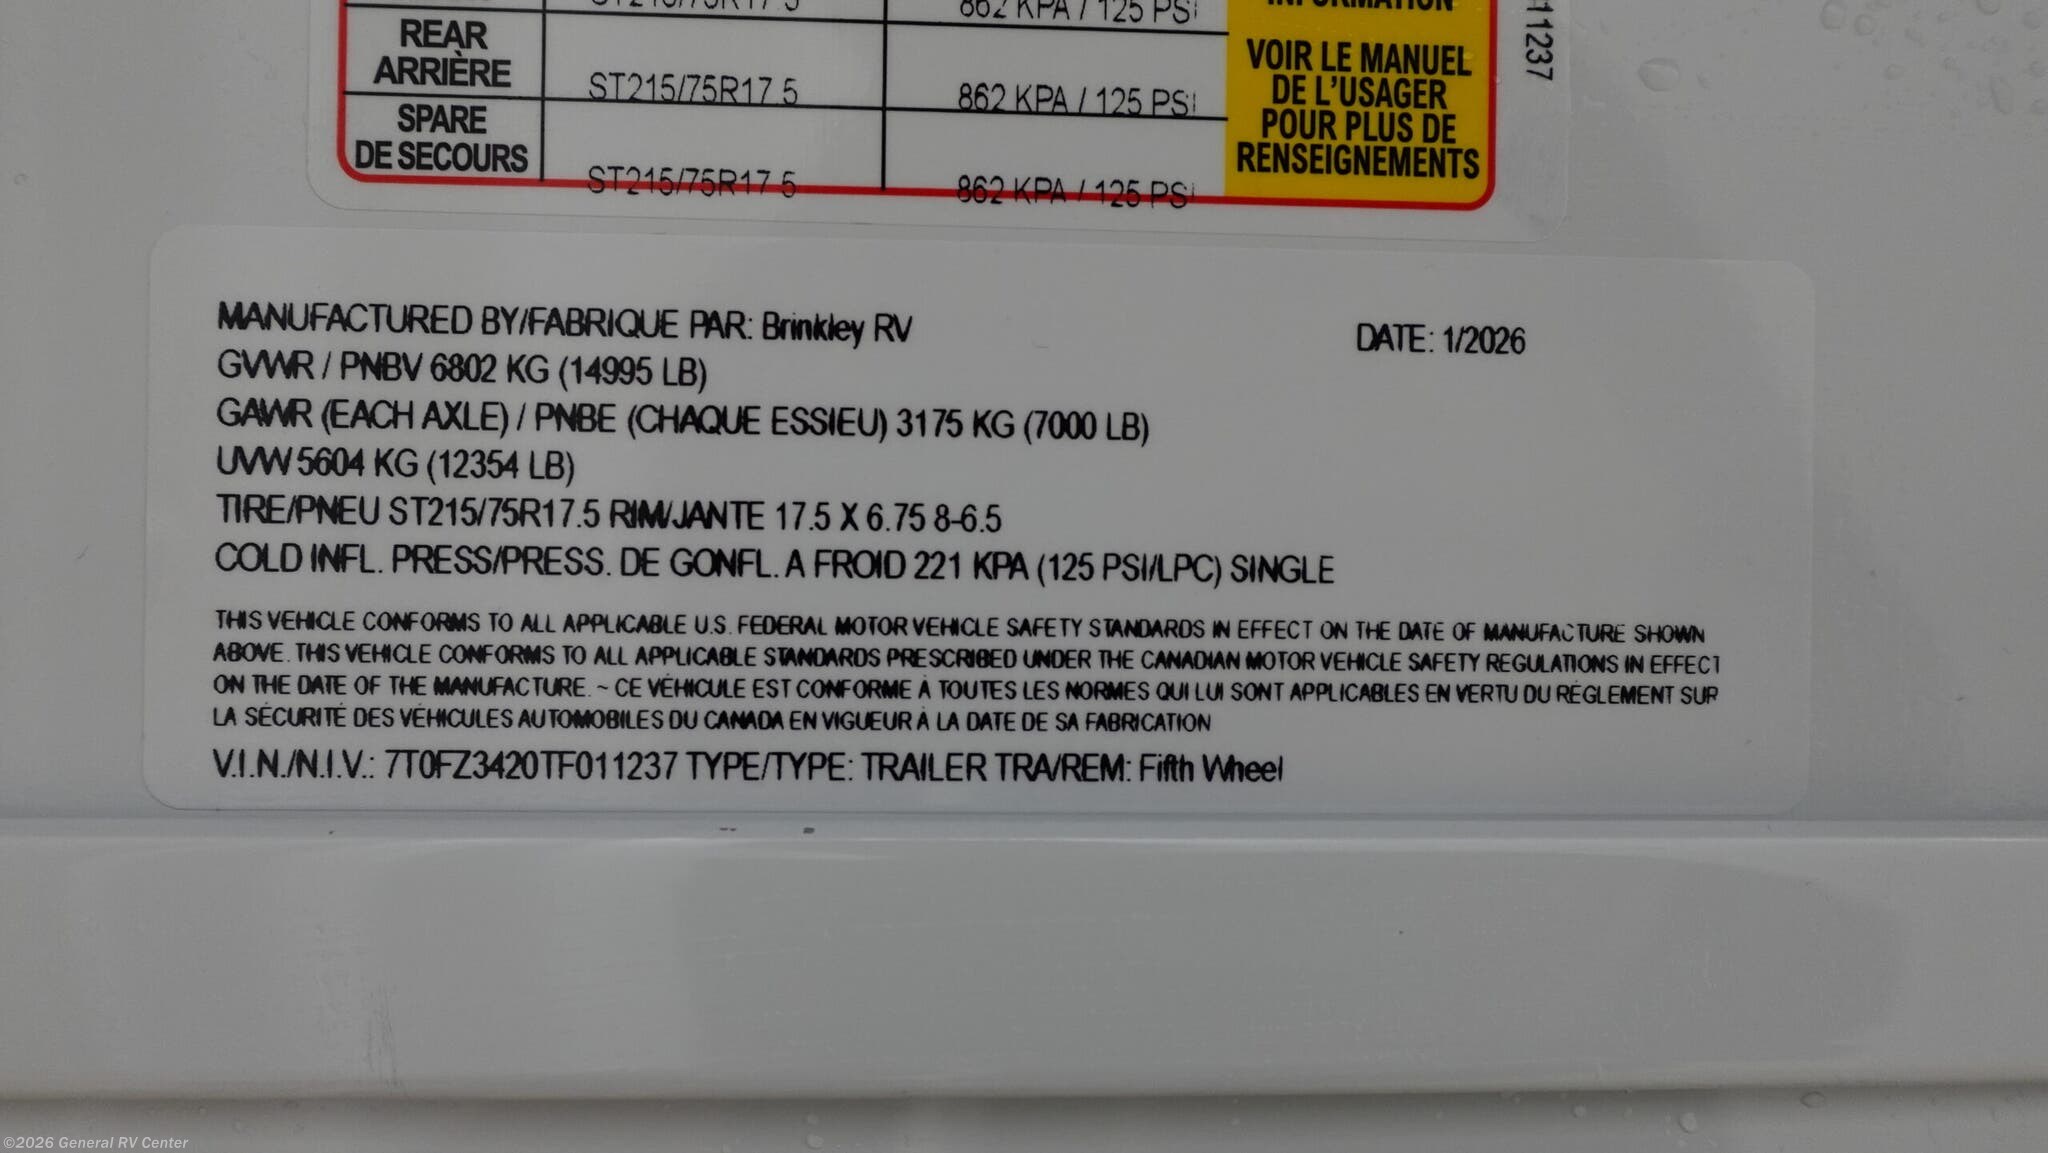 ST215/75R17.5 862 KPA / 125 PSI INFORMATION
REAR
ARRIÈRE ST215/75R17.5 862 KPA / 125 PSI
SPARE
DE SECOURS ST215/75R17.5 862 KPA / 125 PSI
VOIR LE MANUEL
DE L'USAGER
POUR PLUS DE
RENSEIGNEMENTS
11237
MANUFACTURED BY/FABRIQUE PAR: Brinkley RV DATE: 1/2026
GVWR / PNBV 6802 KG (14995 LB)
GAWR (EACH AXLE) / PNBE (CHAQUE ESSIEU) 3175 KG (7000 LB)
UVW 5604 KG (12354 LB)
TIRE/PNEU ST215/75R17.5 RIM/JANTE 17.5 X 6.75 8-6.5
COLD INFL. PRESS/PRESS. DE GONFL. A FROID 221 KPA (125 PSI/LPC) SINGLE
THIS VEHICLE CONFORMS TO ALL APPLICABLE U.S. FEDERAL MOTOR VEHICLE SAFETY STANDARDS IN EFFECT ON THE DATE OF MANUFACTURE SHOWN
ABOVE. THIS VEHICLE CONFORMS TO ALL APPLICABLE STANDARDS PRESCRIBED UNDER THE CANADIAN MOTOR VEHICLE SAFETY REGULATIONS IN EFFECT
ON THE DATE OF THE MANUFACTURE. ~ CE VÉHICULE EST CONFORME À TOUTES LES NORMES QUI LUI SONT APPLICABLES EN VERTU DU RÈGLEMENT SUR
LA SÉCURITÉ DES VÉHICULES AUTOMOBILES DU CANADA EN VIGUEUR À LA DATE DE SA FABRICATION
V.I.N./N.I.V.: 7T0FZ3420TF011237 TYPE/TYPE: TRAILER TRA/REM: Fifth Wheel
©2026 General RV Center